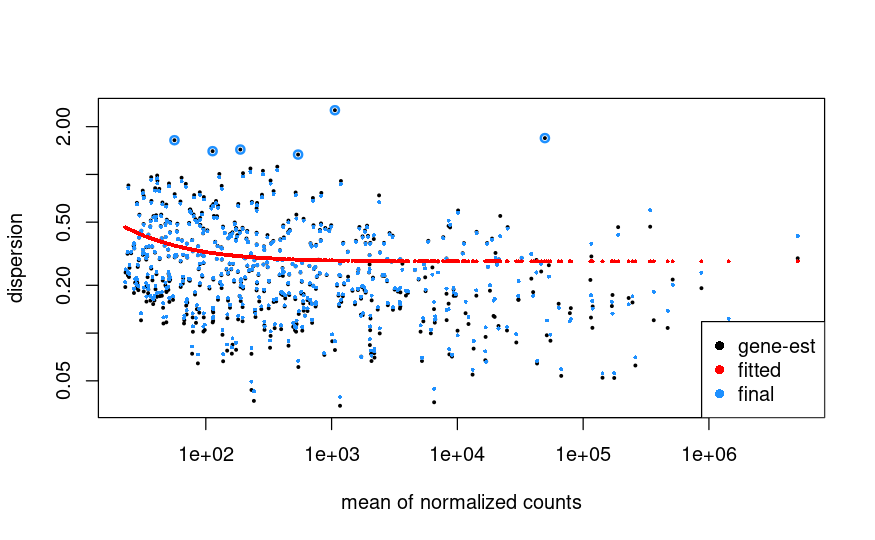 dispersion
2.00
0.50
0.20
0.05
gene-est
fitted
final
1e+02 1e+03 1e+04 1e+05 1e+06
mean of normalized counts